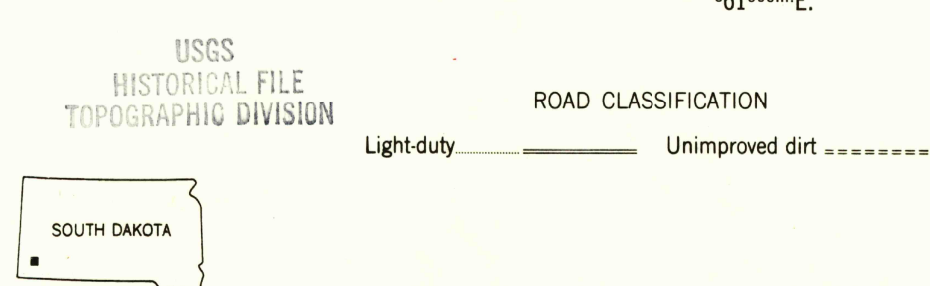 USGS
HISTORICAL FILE
TOPOGRAPHIC DIVISION
ROAD CLASSIFICATION
Light-duty Unimproved dirt
SOUTH DAKOTA